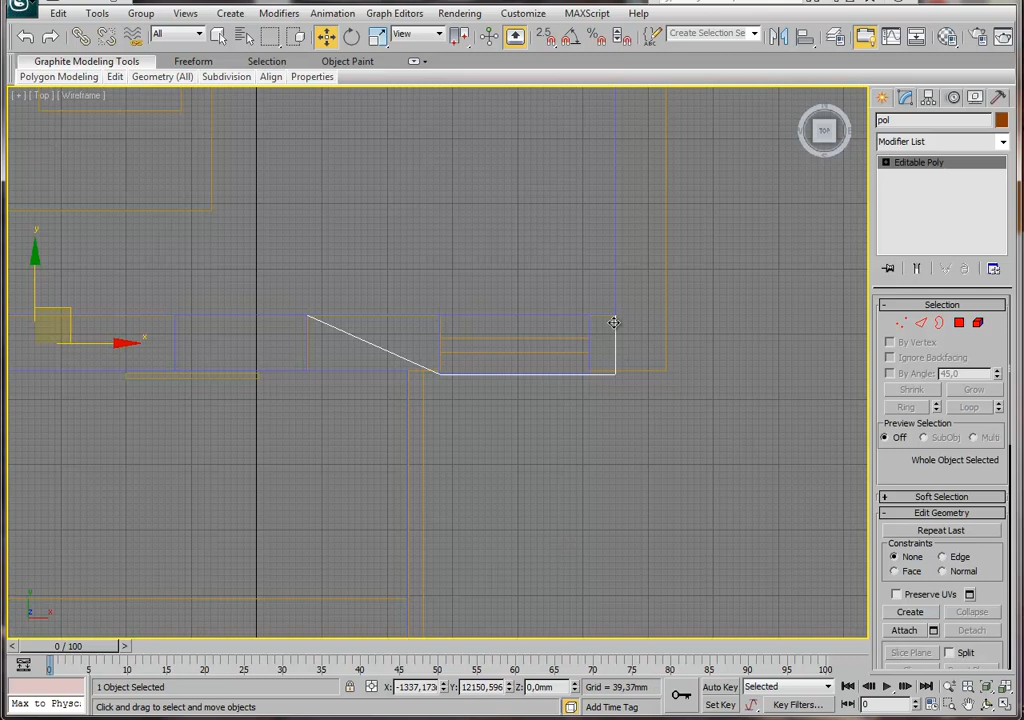 Edit Tools Group Views Create Modifiers Animation Graph Editors Rendering Customize MAXScript Help
All View 2.5 Create Selection Se
Graphite Modeling Tools Freeform Selection Object Paint
Polygon Modeling Edit Geometry (All) Subdivision Align Properties
[ + ] [ Top ] [ Wireframe ]
TOP
y
x
pol
Modifier List
Editable Poly
Selection
By Vertex
Ignore Backfacing
By Angle: 45,0
Shrink Grow
Ring Loop
Preview Selection
Off SubObj Multi
Whole Object Selected
Soft Selection
Edit Geometry
Repeat Last
Constraints
None Edge
Face Normal
Preserve UVs
Create Collapse
Attach Detach
Slice Plane Split
z x
0 / 100
0 5 10 15 20 25 30 35 40 45 50 55 60 65 70 75 80 85 90 95 100
1 Object Selected X: -1337,173 Y: 12150,596 Z: 0,0mm Grid = 39,37mm Auto Key Selected
Max to Physc Click and drag to select and move objects Add Time Tag Set Key Key Filters... 0